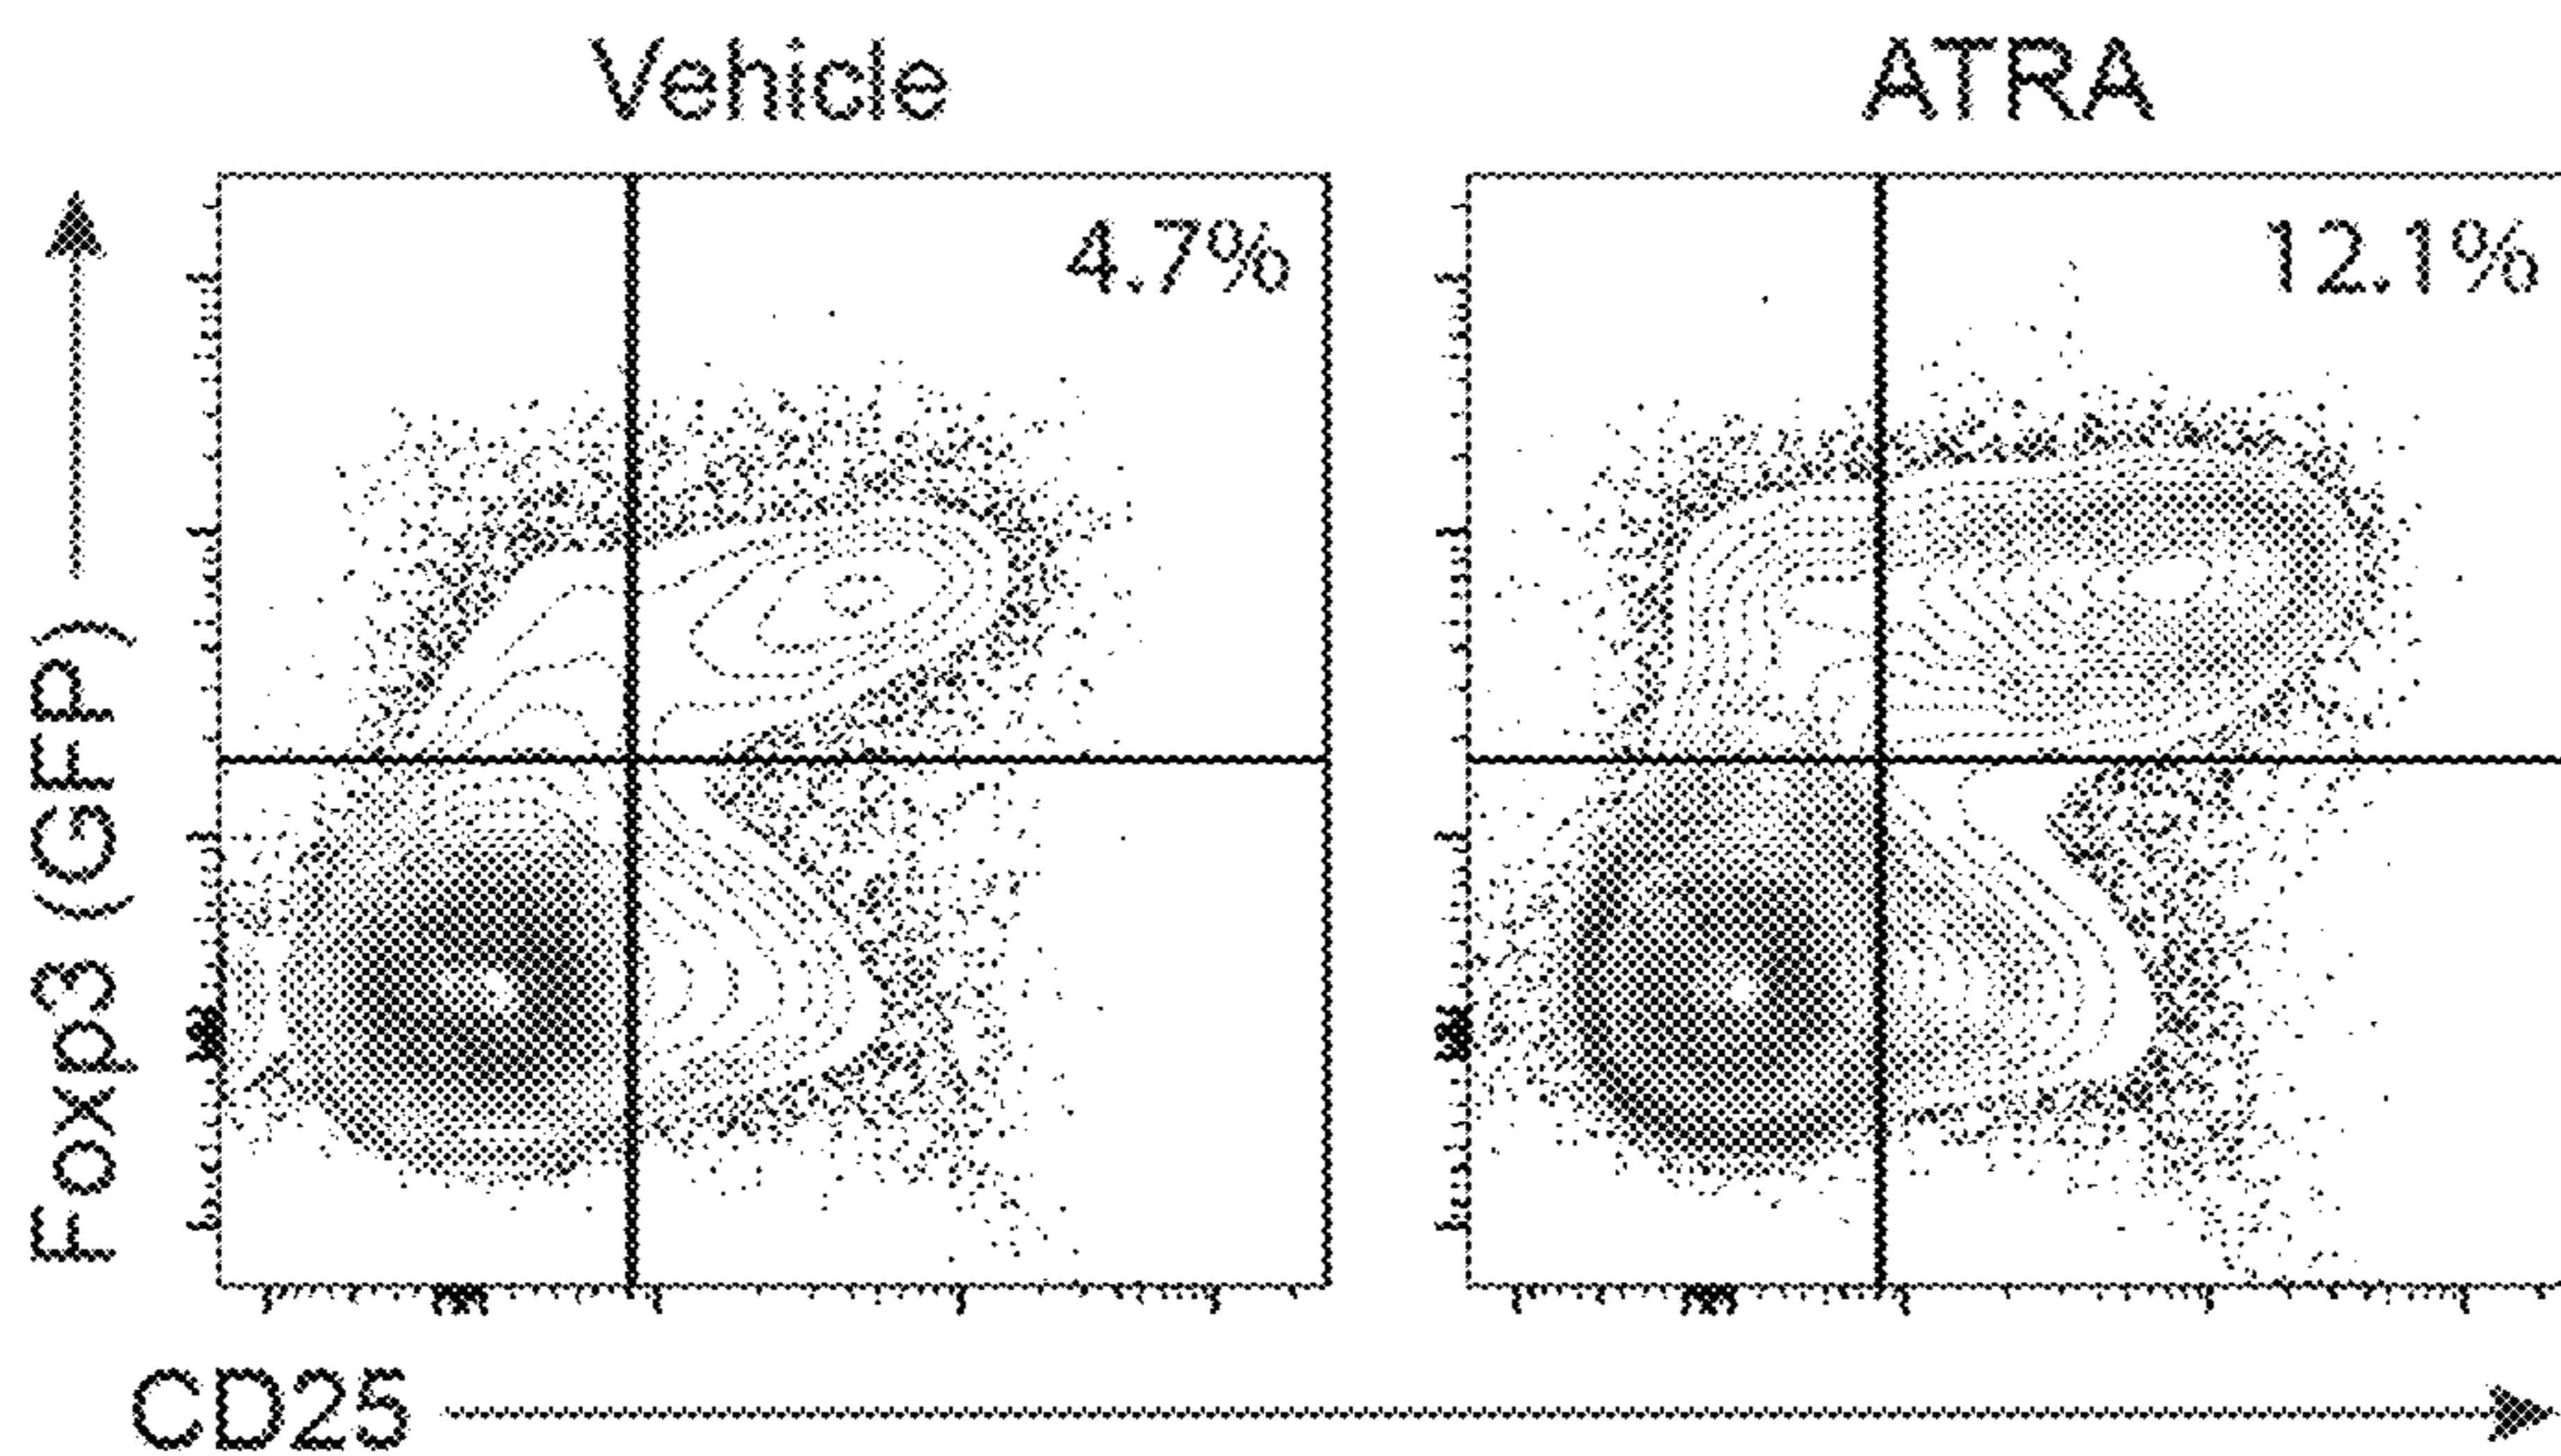 Vehicle
ATRA
4.7%
12.1%
Foxp3 (GFP)
CD25